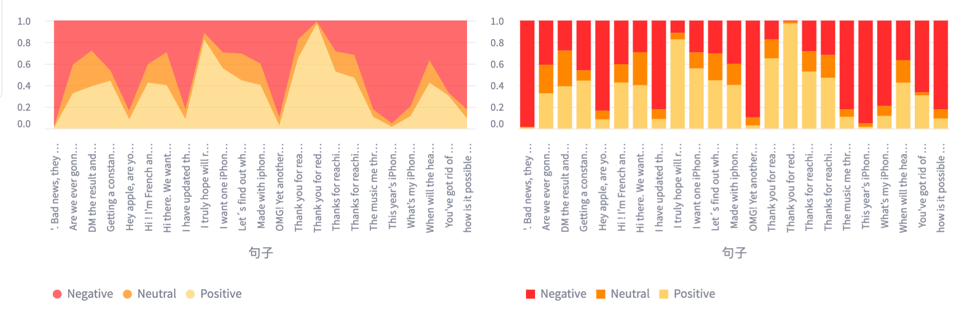 1.0
0.8
0.6
0.4
0.2
0.0
'. Bad news, they …
Are we ever gonn…
DM the result and…
Getting a constan…
Hey apple, are yo…
Hi ! I'm French an…
Hi there. We want…
I have updated th…
I truly hope will r…
I want one iPhon…
Let´s find out wh…
Made with iphon…
OMG! Yet another…
Thank you for rea…
Thank you for red…
Thanks for reachi…
Thanks for reachi…
The music me thr…
This year's iPhon…
What's my iPhon…
When will the hea…
You've got rid of …
how is it possible …
句子
Negative Neutral Positive
1.0
0.8
0.6
0.4
0.2
0.0
'. Bad news, they …
Are we ever gonn…
DM the result and…
Getting a constan…
Hey apple, are yo…
Hi ! I'm French an…
Hi there. We want…
I have updated th…
I truly hope will r…
I want one iPhon…
Let´s find out wh…
Made with iphon…
OMG! Yet another…
Thank you for rea…
Thank you for red…
Thanks for reachi…
Thanks for reachi…
The music me thr…
This year's iPhon…
What's my iPhon…
When will the hea…
You've got rid of …
how is it possible …
句子
Negative Neutral Positive